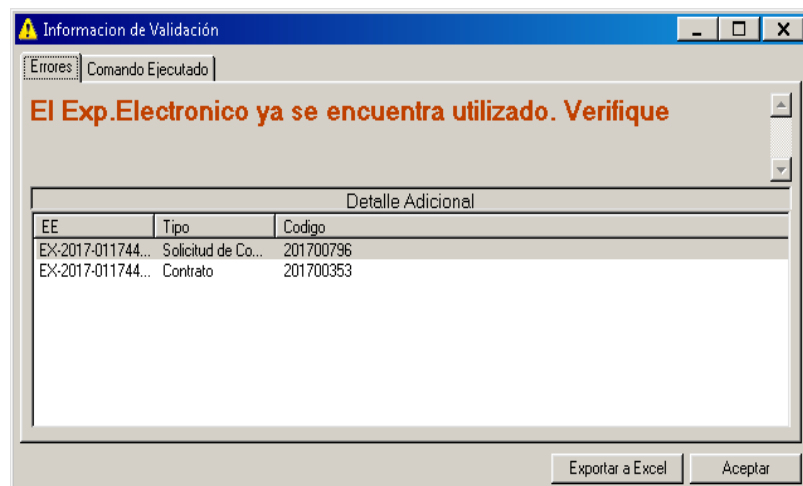 Informacion de Validación
Errores Comando Ejecutado
El Exp.Electronico ya se encuentra utilizado. Verifique
Detalle Adicional
EE Tipo Codigo
EX-2017-011744... Solicitud de Co... 201700796
EX-2017-011744... Contrato 201700353
Exportar a Excel Aceptar